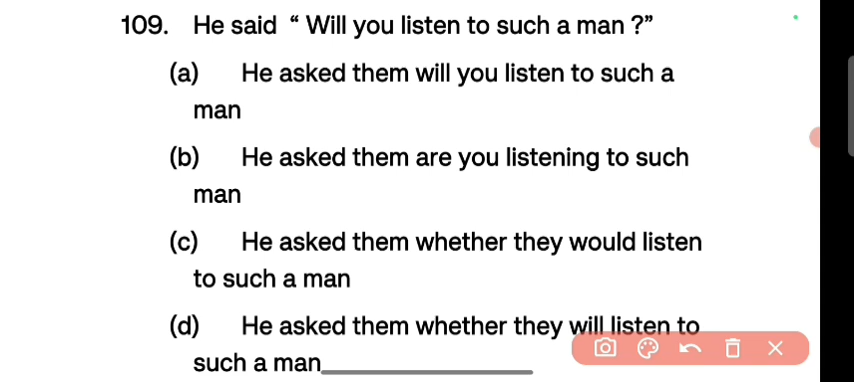 109. He said “ Will you listen to such a man ?”
(a) He asked them will you listen to such a
man
(b) He asked them are you listening to such
man
(c) He asked them whether they would listen
to such a man
(d) He asked them whether they will listen to
such a man